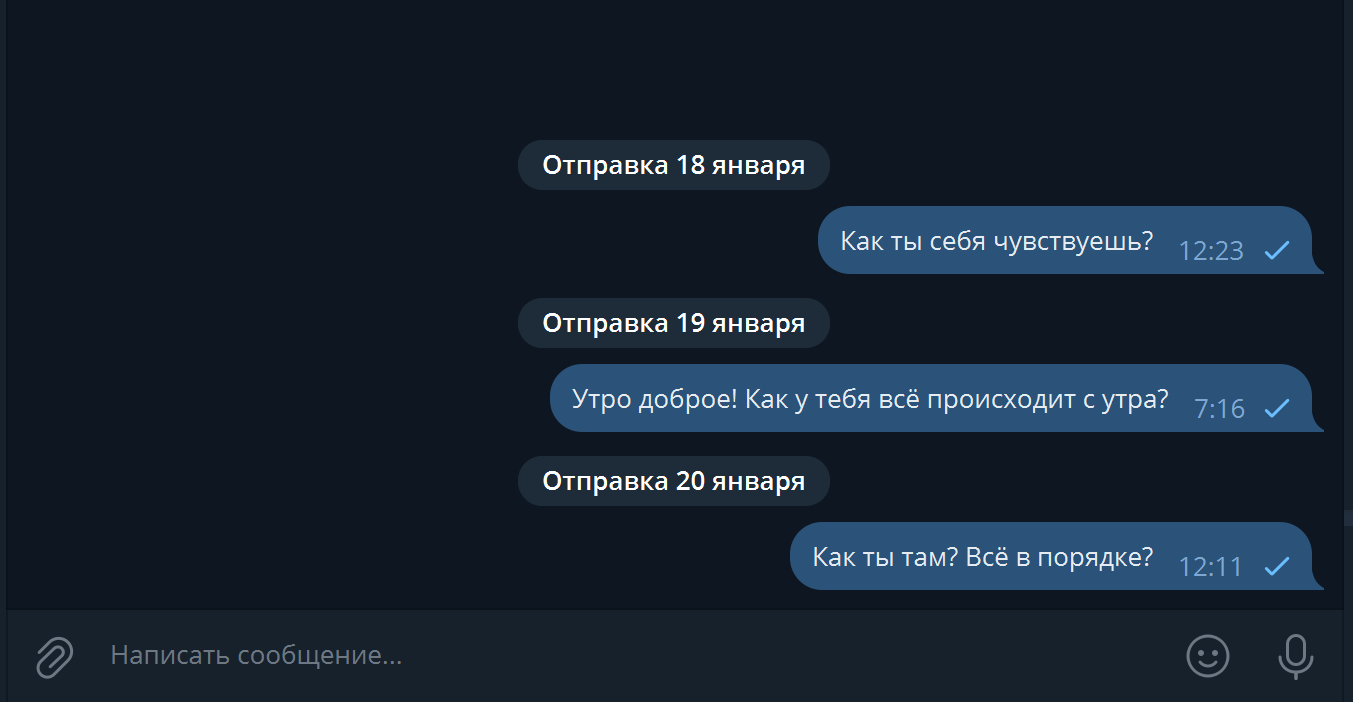 Отправка 18 января
Как ты себя чувствуешь? 12:23
Отправка 19 января
Утро доброе! Как у тебя всё происходит с утра? 7:16
Отправка 20 января
Как ты там? Всё в порядке? 12:11
Написать сообщение...